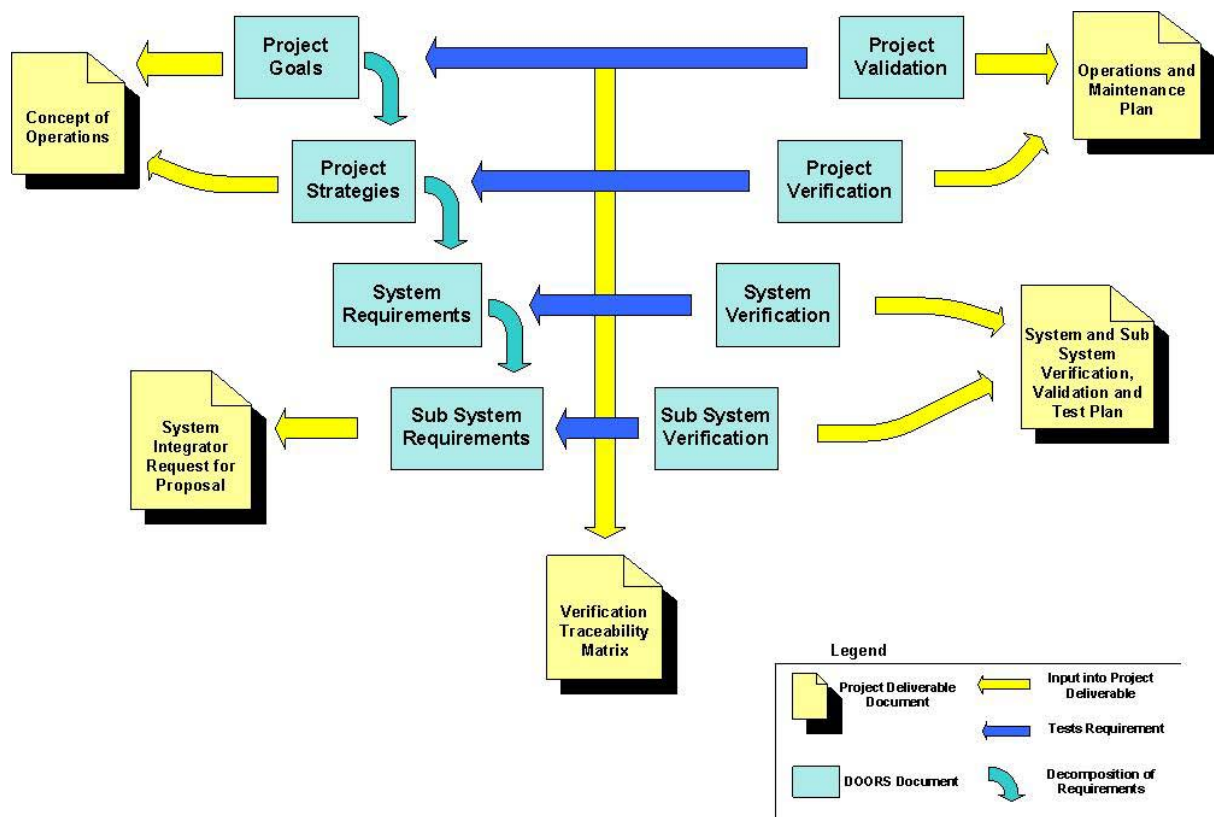 Project
Goals
Project
Validation
Operations and
Maintenance
Plan
Concept of
Operations
Project
Strategies
Project
Verification
System
Requirements
System
Verification
System and Sub
System
Verification,
Validation and
Test Plan
Sub System
Requirements
Sub System
Verification
System
Integrator
Request for
Proposal
Verification
Traceability
Matrix
Legend
Project Deliverable
Document
Input into Project
Deliverable
Tests Requirement
DOORS Document
Decomposition of
Requirements